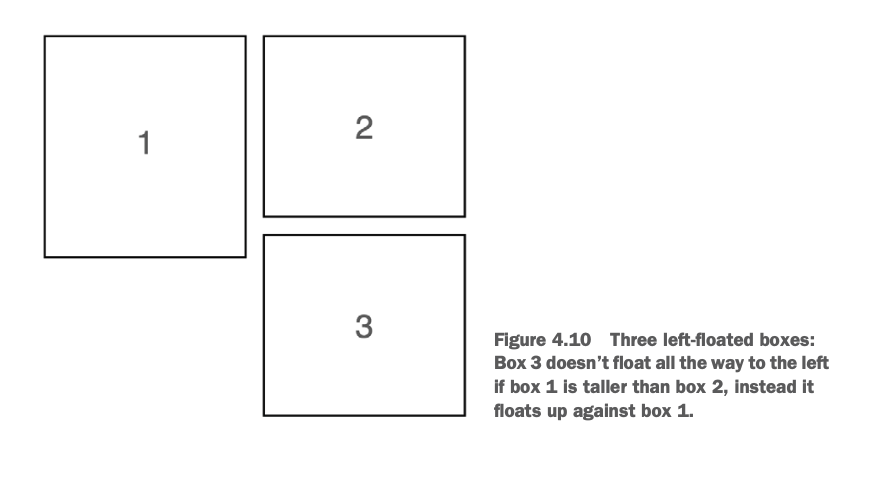 1
2
3
Figure 4.10 Three left-floated boxes:
Box 3 doesn’t float all the way to the left
if box 1 is taller than box 2, instead it
floats up against box 1.